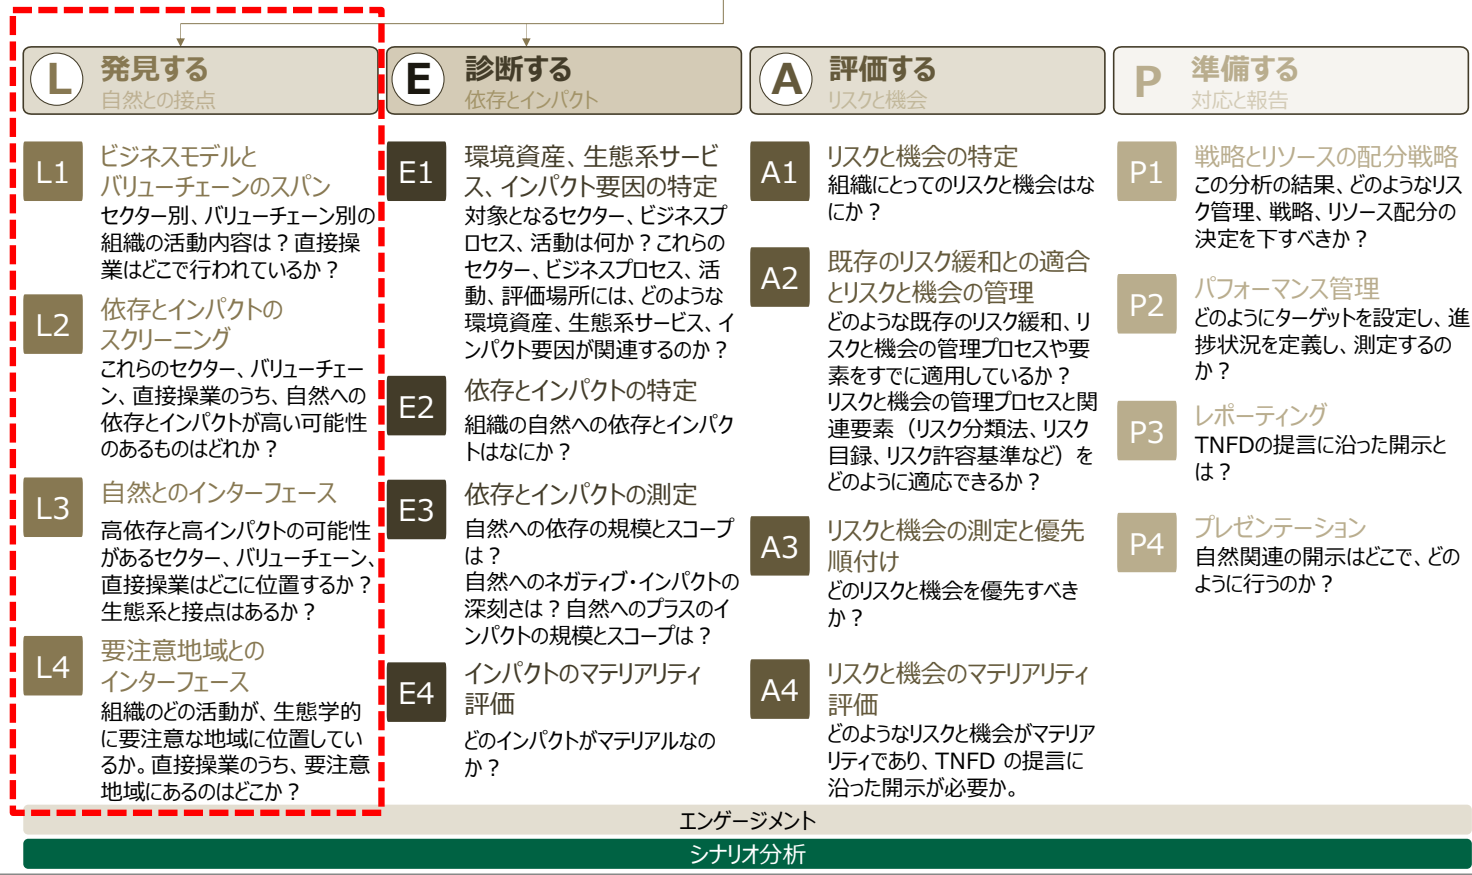 L
発見する
自然との接点
L1
ビジネスモデルと
バリューチェーンのスパン
セクター別、バリューチェーン別の
組織の活動内容は？直接操
業はどこで行われているか？
L2
依存とインパクトの
スクリーニング
これらのセクター、バリューチェー
ン、直接操業のうち、自然への
依存とインパクトが高い可能性
のあるものはどれか？
L3
自然とのインターフェース
高依存と高インパクトの可能性
があるセクター、バリューチェーン、
直接操業はどこに位置するか？
生態系と接点はあるか？
L4
要注意地域との
インターフェース
組織のどの活動が、生態学的
に要注意な地域に位置してい
るか。直接操業のうち、要注意
地域にあるのはどこか？
E
診断する
依存とインパクト
E1
環境資産、生態系サービ
ス、インパクト要因の特定
対象となるセクター、ビジネスプ
ロセス、活動は何か？これらの
セクター、ビジネスプロセス、活
動、評価場所には、どのような
環境資産、生態系サービス、イ
ンパクト要因が関連するのか？
E2
依存とインパクトの特定
組織の自然への依存とインパク
トはなにか？
E3
依存とインパクトの測定
自然への依存の規模とスコープ
は？
自然へのネガティブ・インパクトの
深刻さは？自然へのプラスのイ
ンパクトの規模とスコープは？
E4
インパクトのマテリアリティ
評価
どのインパクトがマテリアルなの
か？
A
評価する
リスクと機会
A1
リスクと機会の特定
組織にとってのリスクと機会はな
にか？
A2
既存のリスク緩和との適合
とリスクと機会の管理
どのような既存のリスク緩和、リ
スクと機会の管理プロセスや要
素をすでに適用しているか？
リスクと機会の管理プロセスと関
連要素（リスク分類法、リスク
目録、リスク許容基準など）を
どのように適応できるか？
A3
リスクと機会の測定と優先
順付け
どのリスクと機会を優先すべき
か？
A4
リスクと機会のマテリアリティ
評価
どのようなリスクと機会がマテリア
リティであり、TNFD の提言に
沿った開示が必要か。
P
準備する
対応と報告
P1
戦略とリソースの配分戦略
この分析の結果、どのようなリス
ク管理、戦略、リソース配分の
決定を下すべきか？
P2
パフォーマンス管理
どのようにターゲットを設定し、進
捗状況を定義し、測定するの
か？
P3
レポーティング
TNFDの提言に沿った開示と
は？
P4
プレゼンテーション
自然関連の開示はどこで、どの
ように行うのか？
エンゲージメント
シナリオ分析